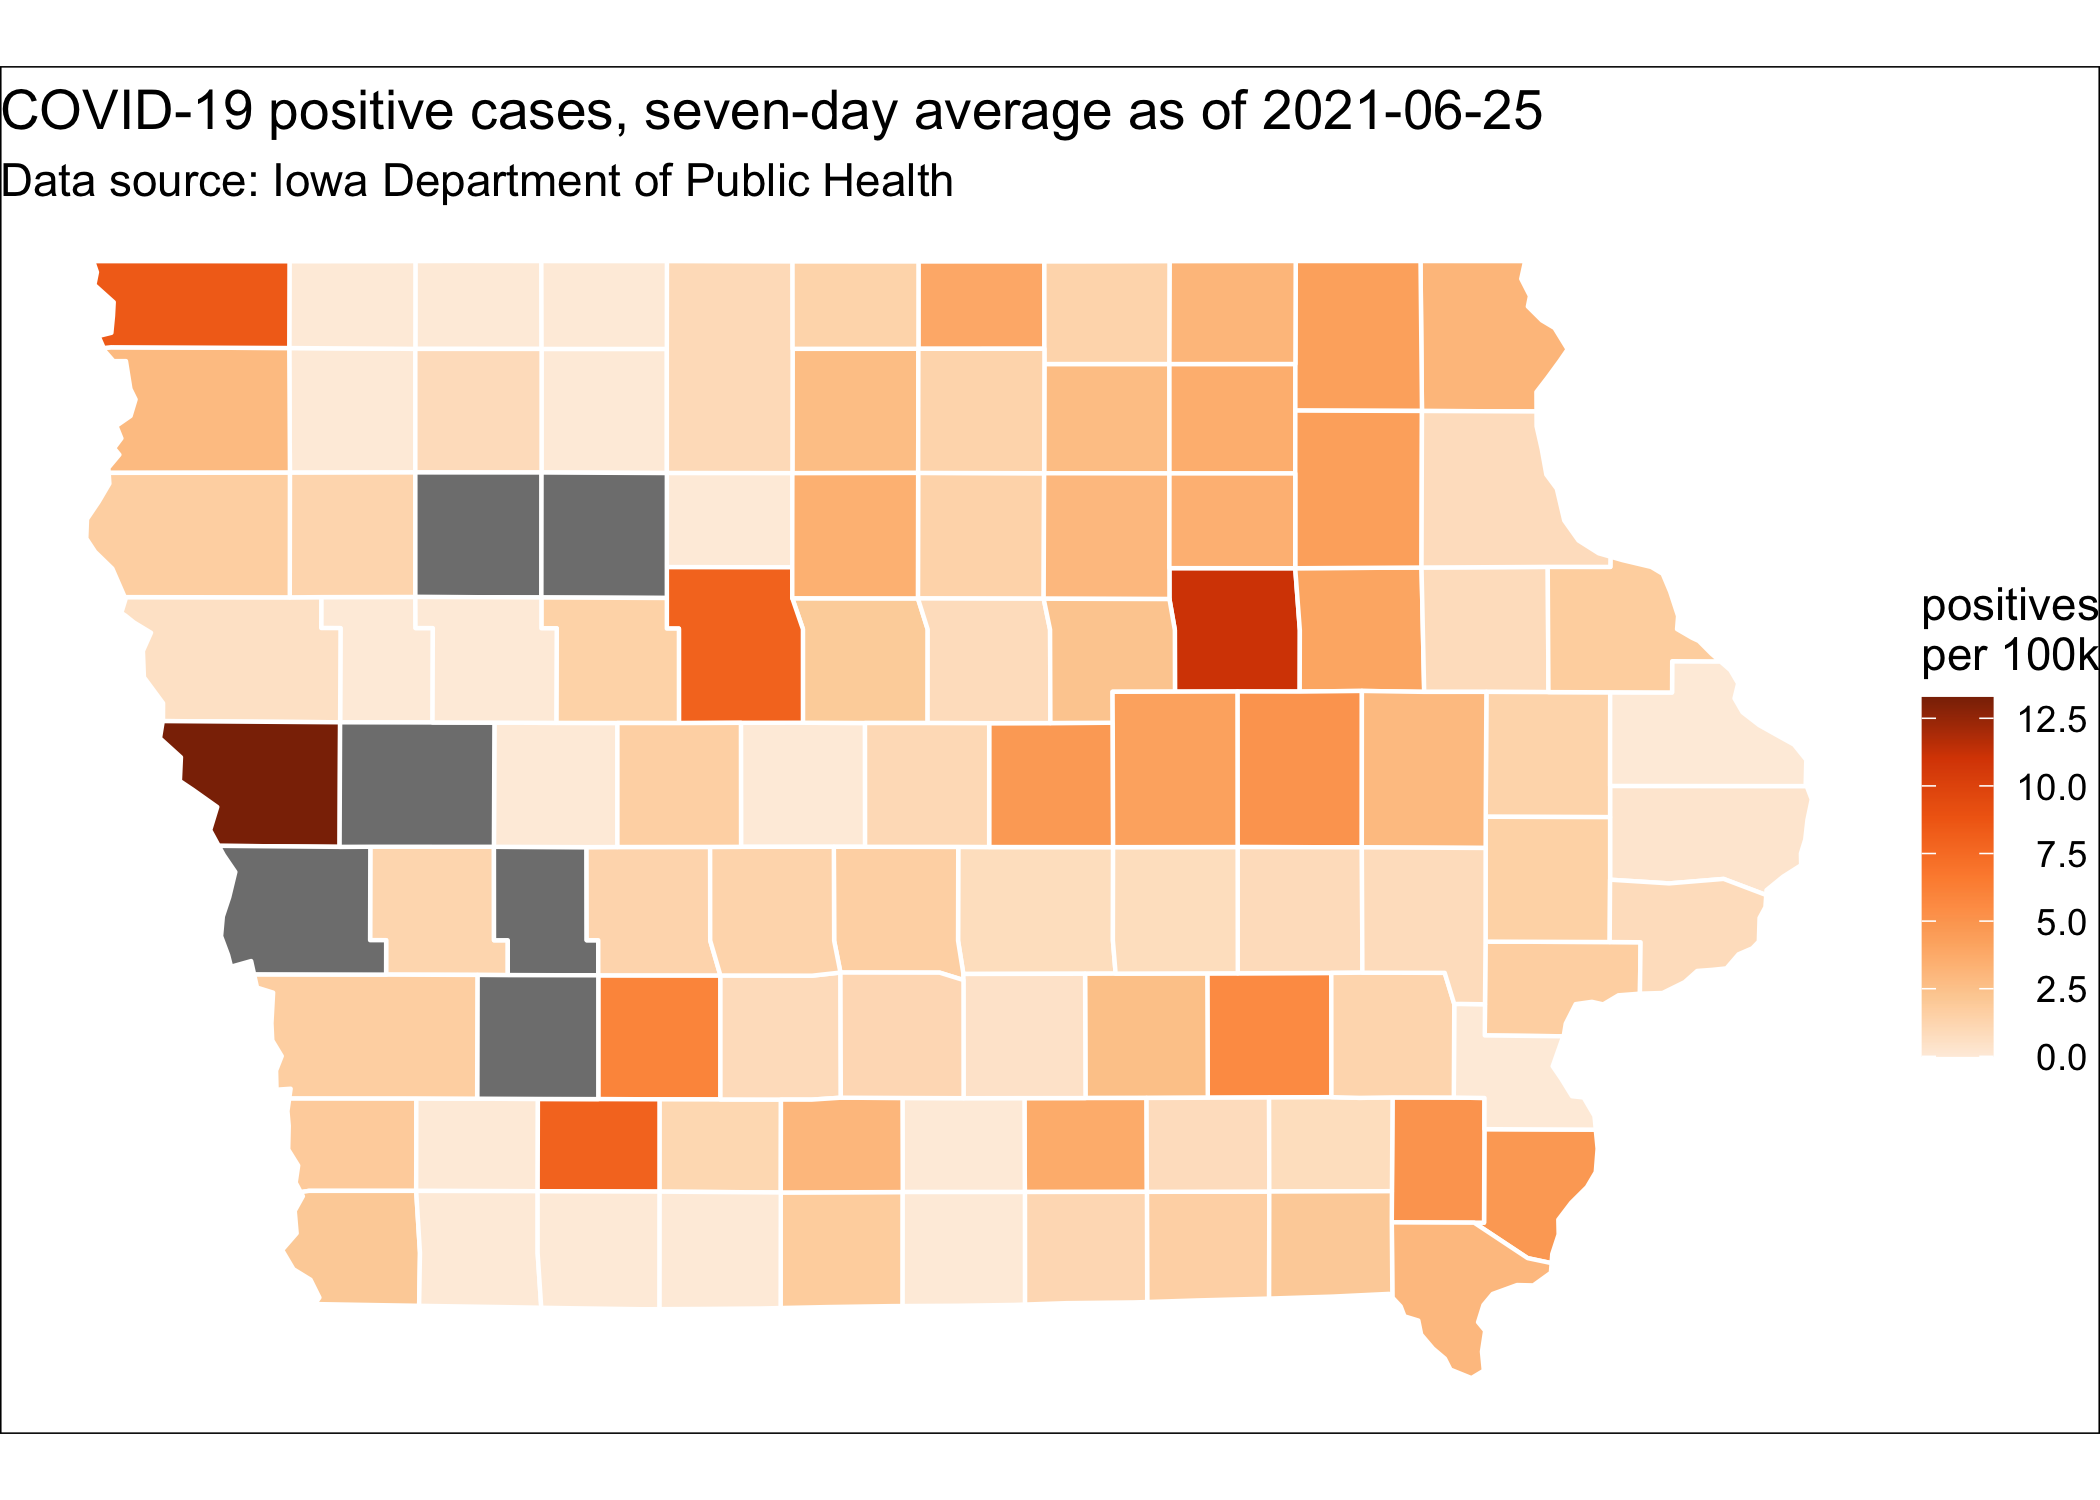 COVID-19 positive cases, seven-day average as of 2021-06-25
Data source: Iowa Department of Public Health
positives
per 100k
12.5
10.0
7.5
5.0
2.5
0.0